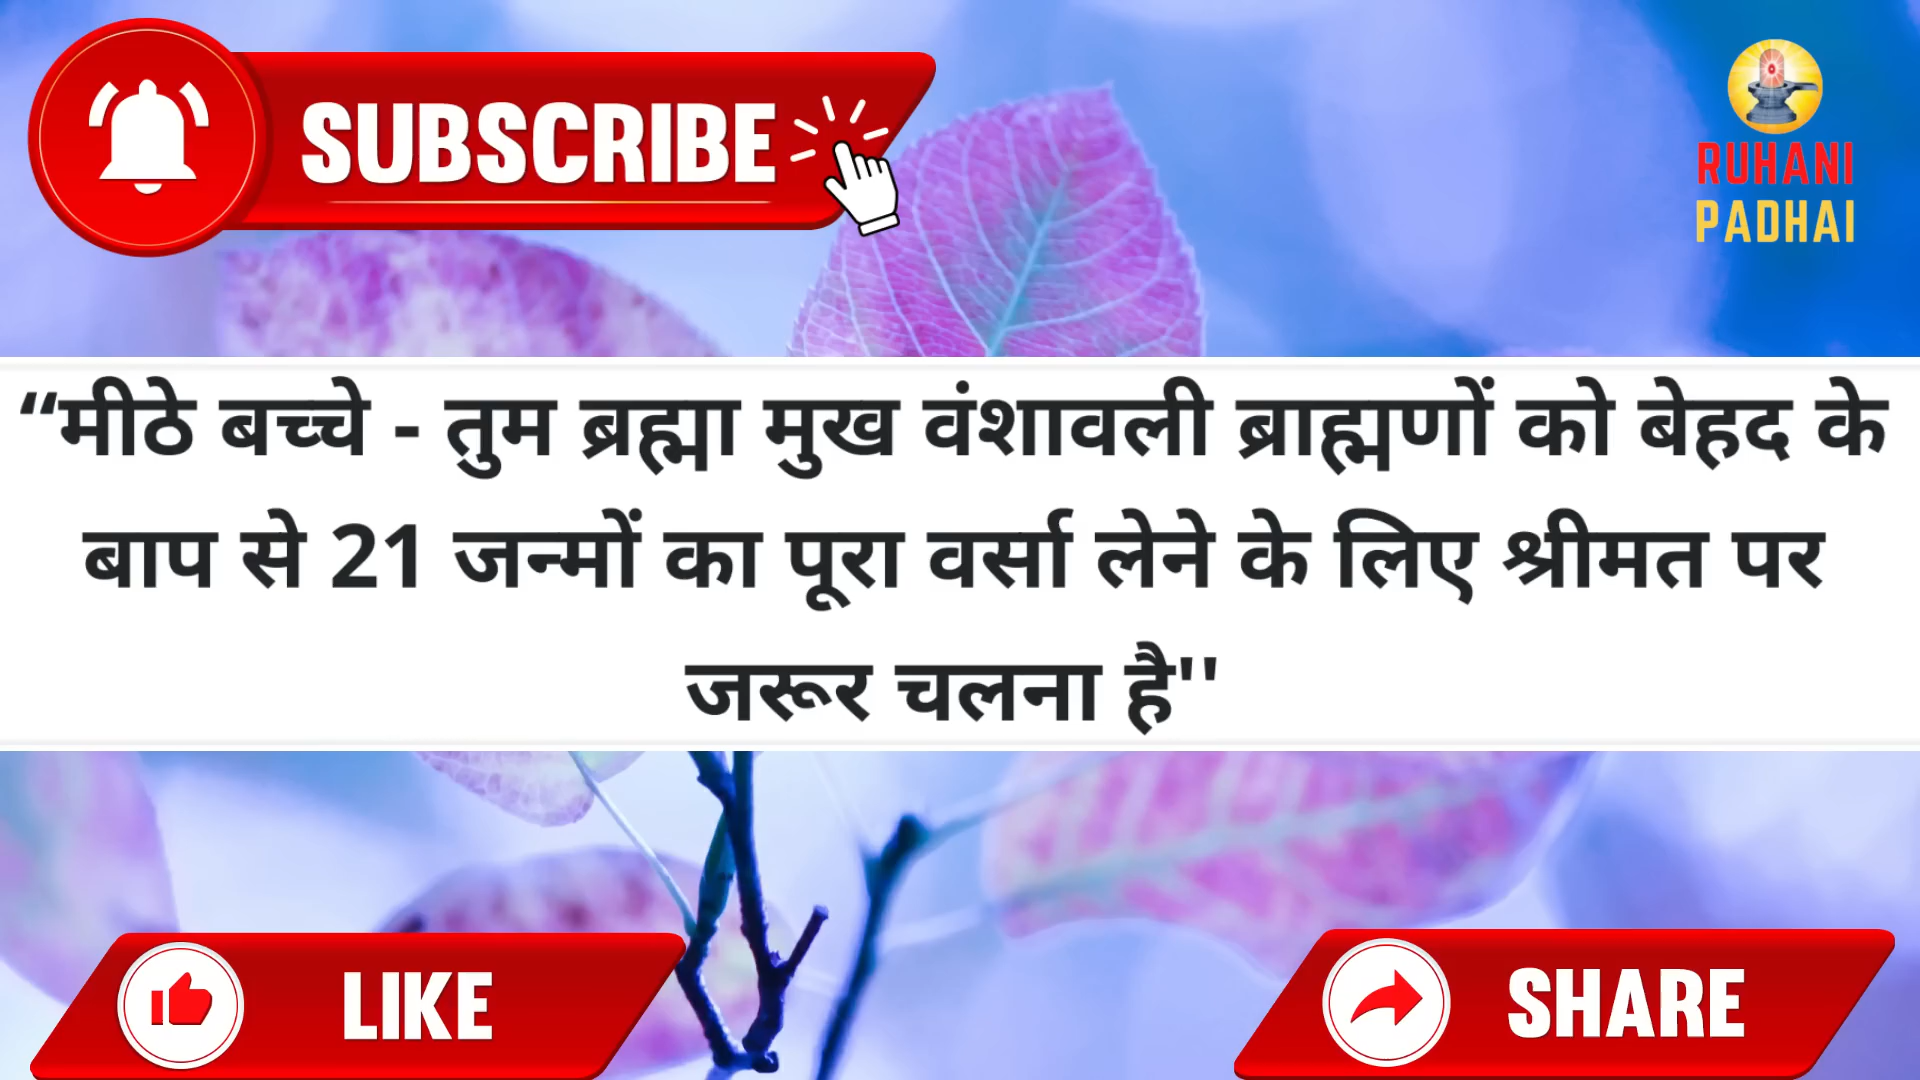 SUBSCRIBE
RUHANI
PADHAI
“मीठे बच्चे - तुम ब्रह्मा मुख वंशावली ब्राह्मणों को बेहद के
बाप से 21 जन्मों का पूरा वर्सा लेने के लिए श्रीमत पर
जरूर चलना है''
LIKE
SHARE